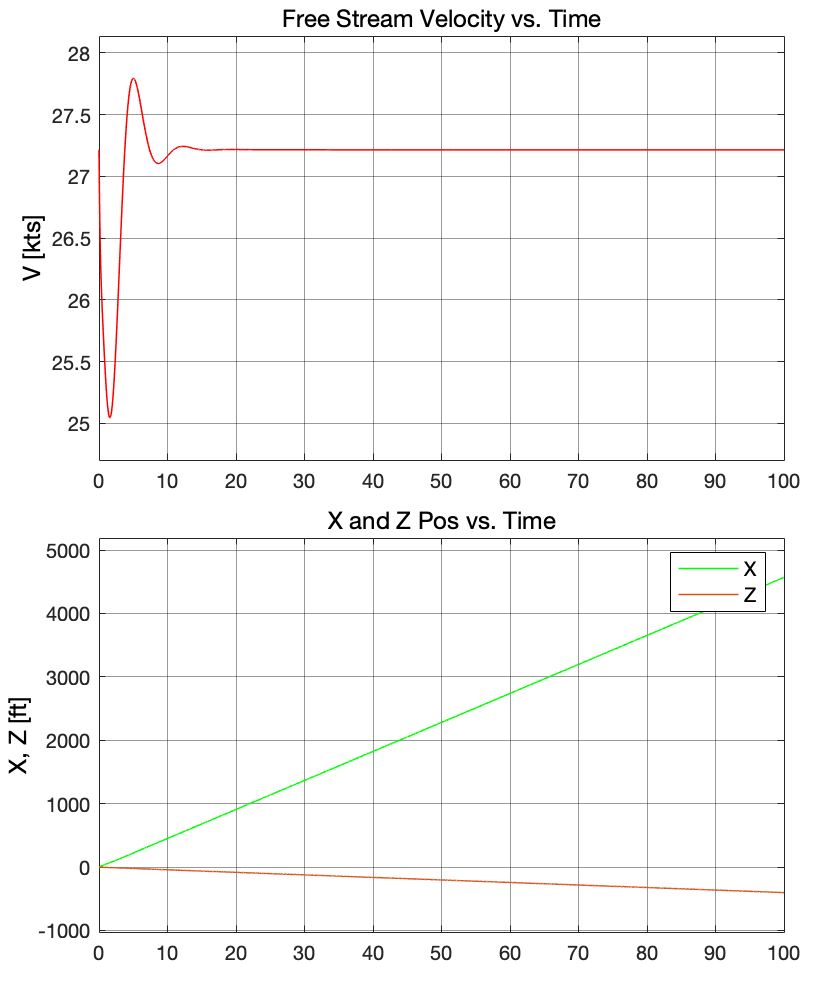 Free Stream Velocity vs. Time
28
27.5
27
26.5
26
25.5
25
V [kts]
0 10 20 30 40 50 60 70 80 90 100
X and Z Pos vs. Time
5000
4000
3000
2000
1000
0
-1000
X, Z [ft]
X
Z
0 10 20 30 40 50 60 70 80 90 100